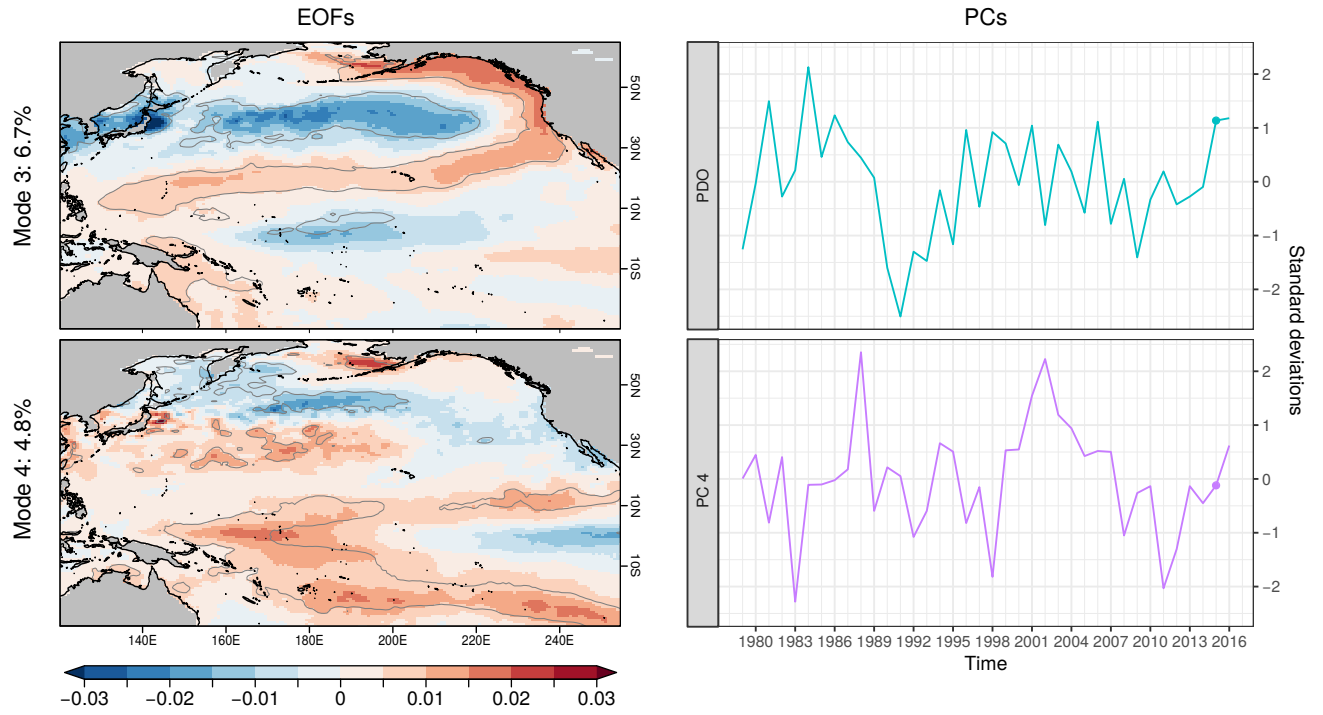 EOFs
PCs
Mode 3: 6.7%
50N
30N
10N
10S
PDO
2
1
0
−1
−2
Standard deviations
Mode 4: 4.8%
50N
30N
10N
10S
140E 160E 180E 200E 220E 240E
PC 4
2
1
0
−1
−2
1980 1983 1986 1989 1992 1995 1998 2001 2004 2007 2010 2013 2016
Time
−0.03 −0.02 −0.01 0 0.01 0.02 0.03